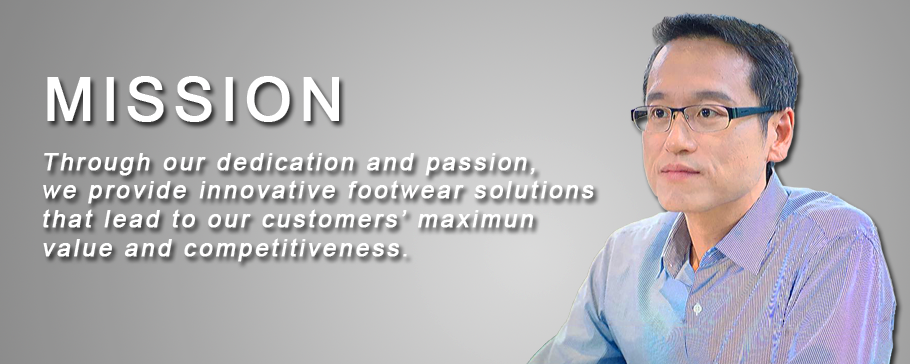 MISSION
Through our dedication and passion,
we provide innovative footwear solutions
that lead to our customers’ maximun
value and competitiveness.